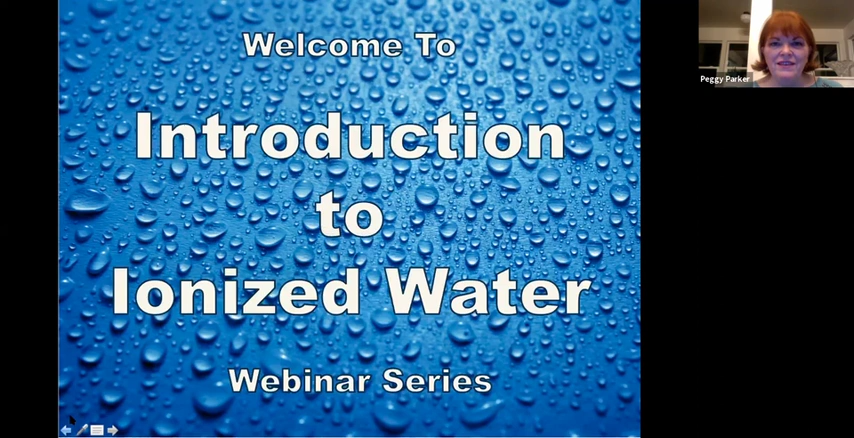 Welcome To
Introduction
to
Ionized Water
Webinar Series
Peggy Parker